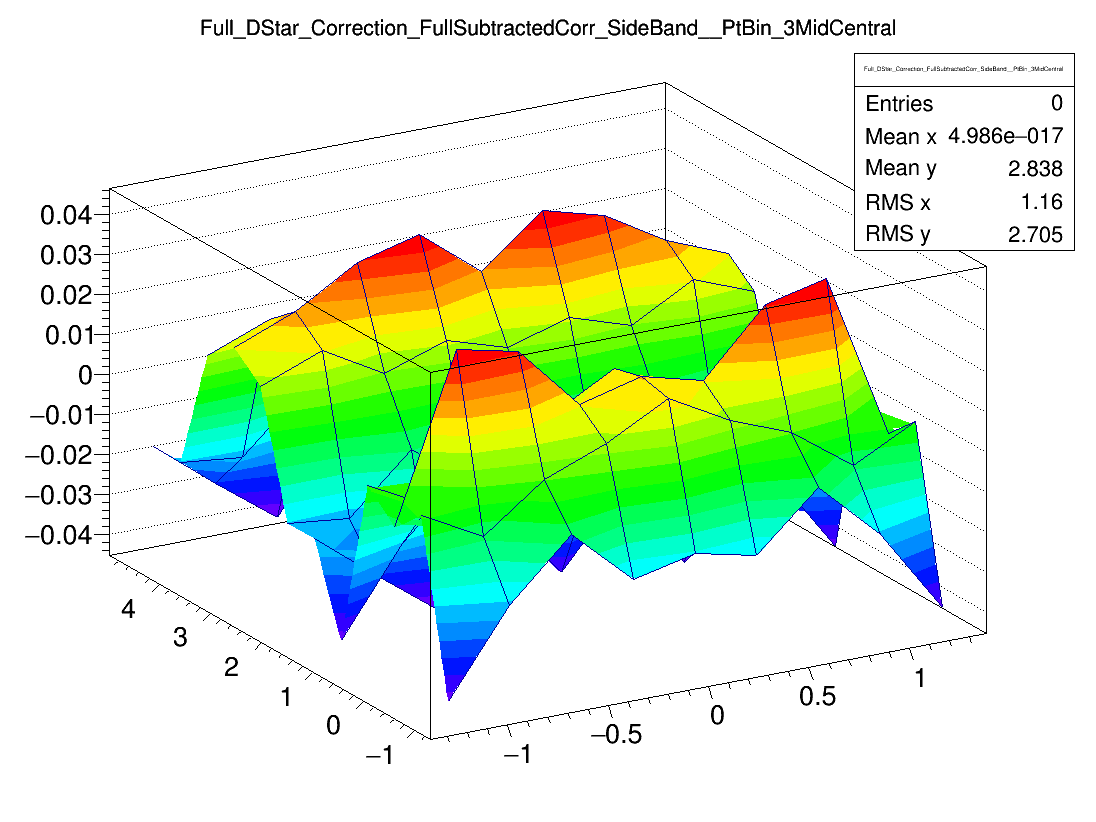 Full_DStar_Correction_FullSubtractedCorr_SideBand__PtBin_3MidCentral
Full_DStar_Correction_FullSubtractedCorr_SideBand__PtBin_3MidCentral
Entries 0
Mean x 4.986e−017
Mean y 2.838
RMS x 1.16
RMS y 2.705
0.04
0.03
0.02
0.01
0
−0.01
−0.02
−0.03
−0.04
4
3
2
1
0
−1
−1
−0.5
0
0.5
1